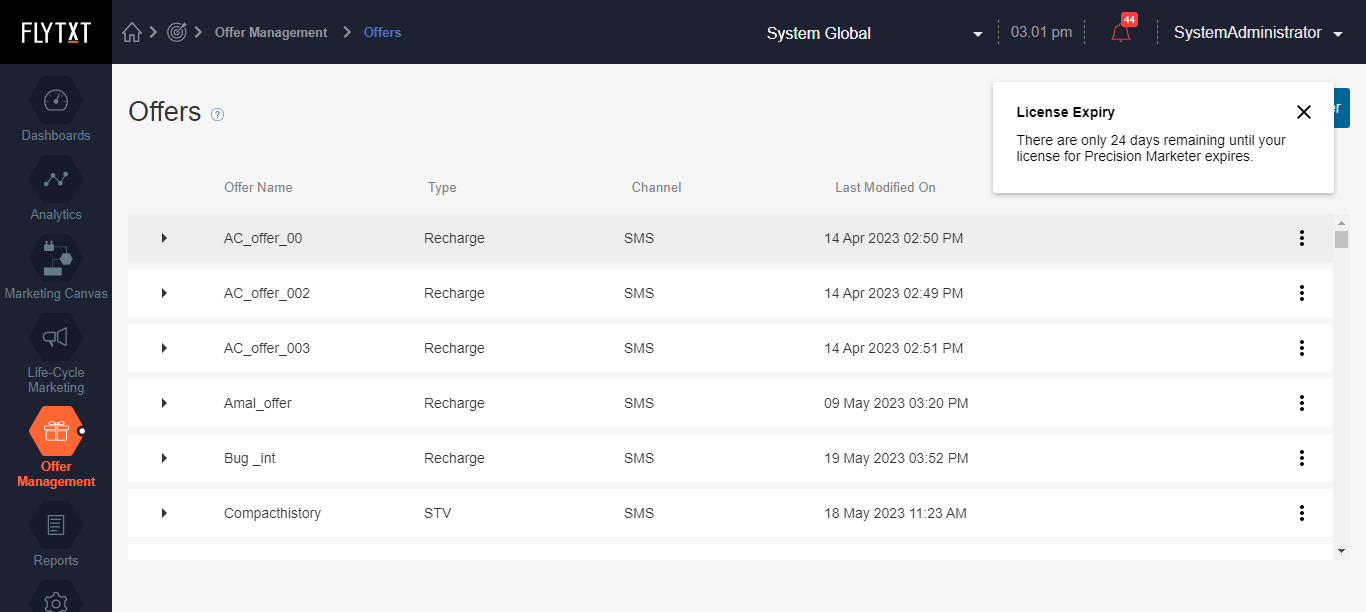 FLYTXT
Offer Management
Offers
System Global
03.01 pm
44
SystemAdministrator
Dashboards
Analytics
Marketing Canvas
Life-Cycle
Marketing
Offer
Management
Reports
Offers ?
License Expiry
There are only 24 days remaining until your
license for Precision Marketer expires.
Offer Name Type Channel Last Modified On
AC_offer_00 Recharge SMS 14 Apr 2023 02:50 PM
AC_offer_002 Recharge SMS 14 Apr 2023 02:49 PM
AC_offer_003 Recharge SMS 14 Apr 2023 02:51 PM
Amal_offer Recharge SMS 09 May 2023 03:20 PM
Bug _int Recharge SMS 19 May 2023 03:52 PM
Compacthistory STV SMS 18 May 2023 11:23 AM